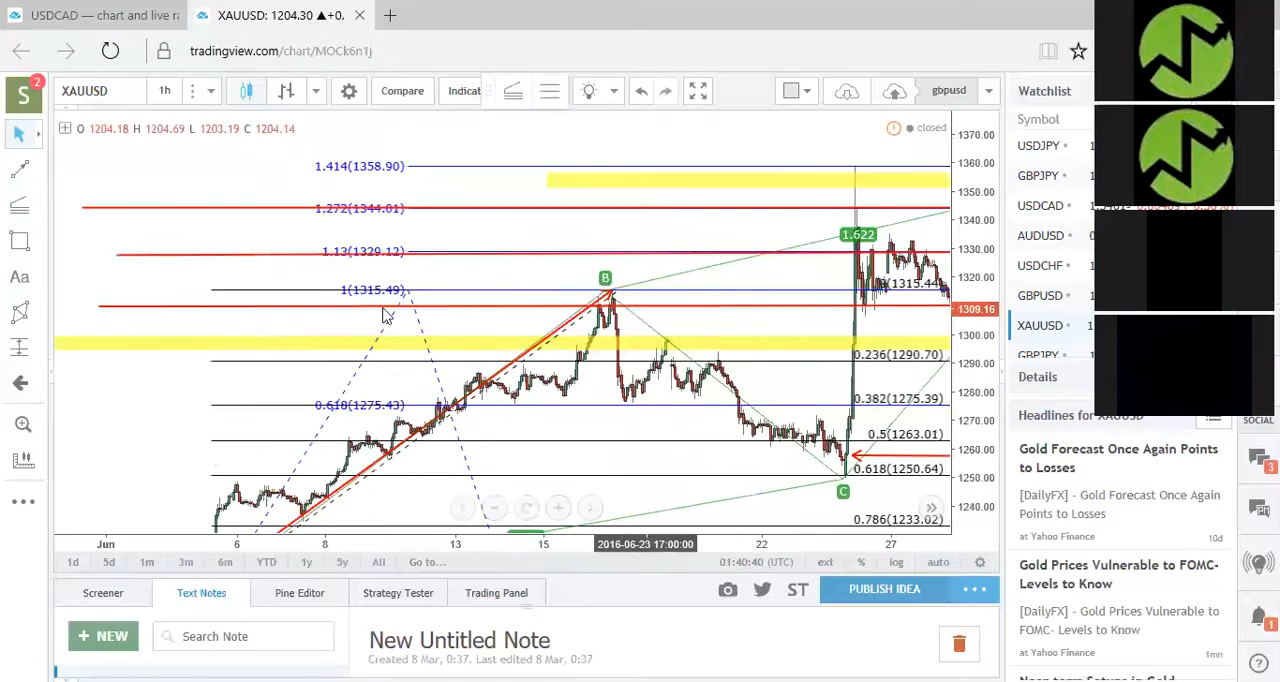 USDCAD — chart and live ra
XAUUSD: 1204.30 ▲+0.
tradingview.com/chart/MOCk6n1j
S
2
XAUUSD
1h
Compare
Indicat
gbpusd
Watchlist
O 1204.18 H 1204.69 L 1203.19 C 1204.14
closed
Symbol
USDJPY
GBPJPY
USDCAD
AUDUSD
USDCHF
GBPUSD
XAUUSD
GBPJPY
Details
Headlines for XAUUSD
1370.00
1360.00
1350.00
1340.00
1330.00
1320.00
1309.16
1300.00
1290.00
1280.00
1270.00
1260.00
1250.00
1240.00
1.414(1358.90)
1.272(1344.01)
1.13(1329.12)
1(1315.49)
0.618(1275.43)
1.622
B
C
0(1315.44)
0.236(1290.70)
0.382(1275.39)
0.5(1263.01)
0.618(1250.64)
0.786(1233.02)
Jun
6
8
13
15
2016-06-23 17:00:00
22
27
1d
5d
1m
3m
6m
YTD
1y
5y
All
Go to...
01:40:40 (UTC)
ext
%
log
auto
Screener
Text Notes
Pine Editor
Strategy Tester
Trading Panel
ST
PUBLISH IDEA
+ NEW
Search Note
New Untitled Note
Created 8 Mar, 0:37. Last edited 8 Mar, 0:37
SOCIAL
3
1
Aa
Gold Forecast Once Again Points
to Losses
[DailyFX] - Gold Forecast Once Again
Points to Losses
at Yahoo Finance
10d
Gold Prices Vulnerable to FOMC-
Levels to Know
[DailyFX] - Gold Prices Vulnerable to
FOMC- Levels to Know
at Yahoo Finance
1mn